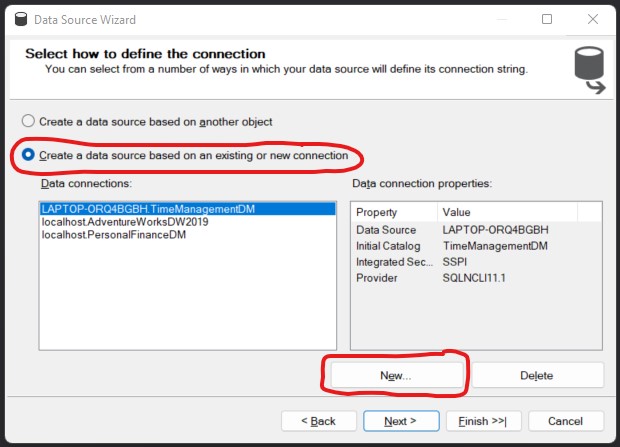 Data Source Wizard
Select how to define the connection
You can select from a number of ways in which your data source will define its connection string.
Create a data source based on another object
Create a data source based on an existing or new connection
Data connections:
LAPTOP-ORQ4BGBH.TimeManagementDM
localhost.AdventureWorksDW2019
localhost.PersonalFinanceDM
Data connection properties:
Property Value
Data Source LAPTOP-ORQ4BGBH
Initial Catalog TimeManagementDM
Integrated Sec... SSPI
Provider SQLNCLI11.1
New... Delete
< Back Next > Finish >>| Cancel